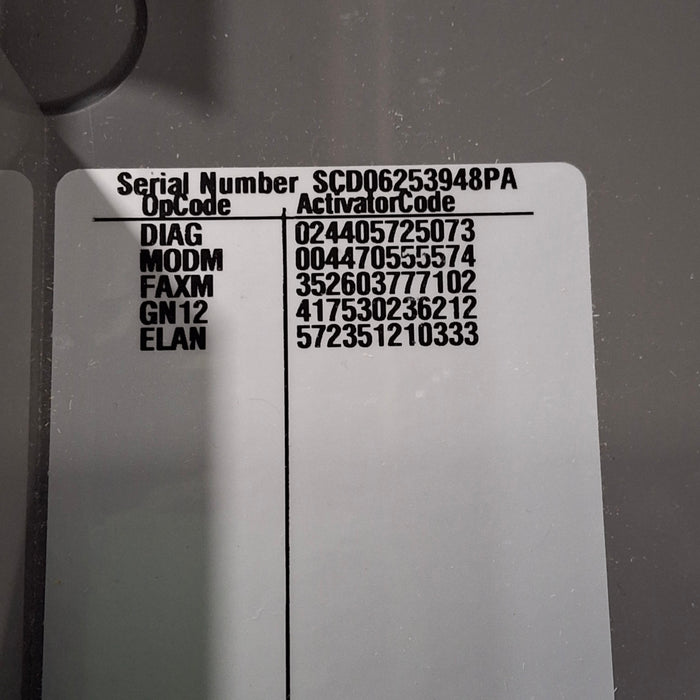 Serial Number SCD06253948PA
OpCode ActivatorCode
DIAG 024405725073
MODM 004470555574
FAXM 352603777102
GN12 417530236212
ELAN 572351210333